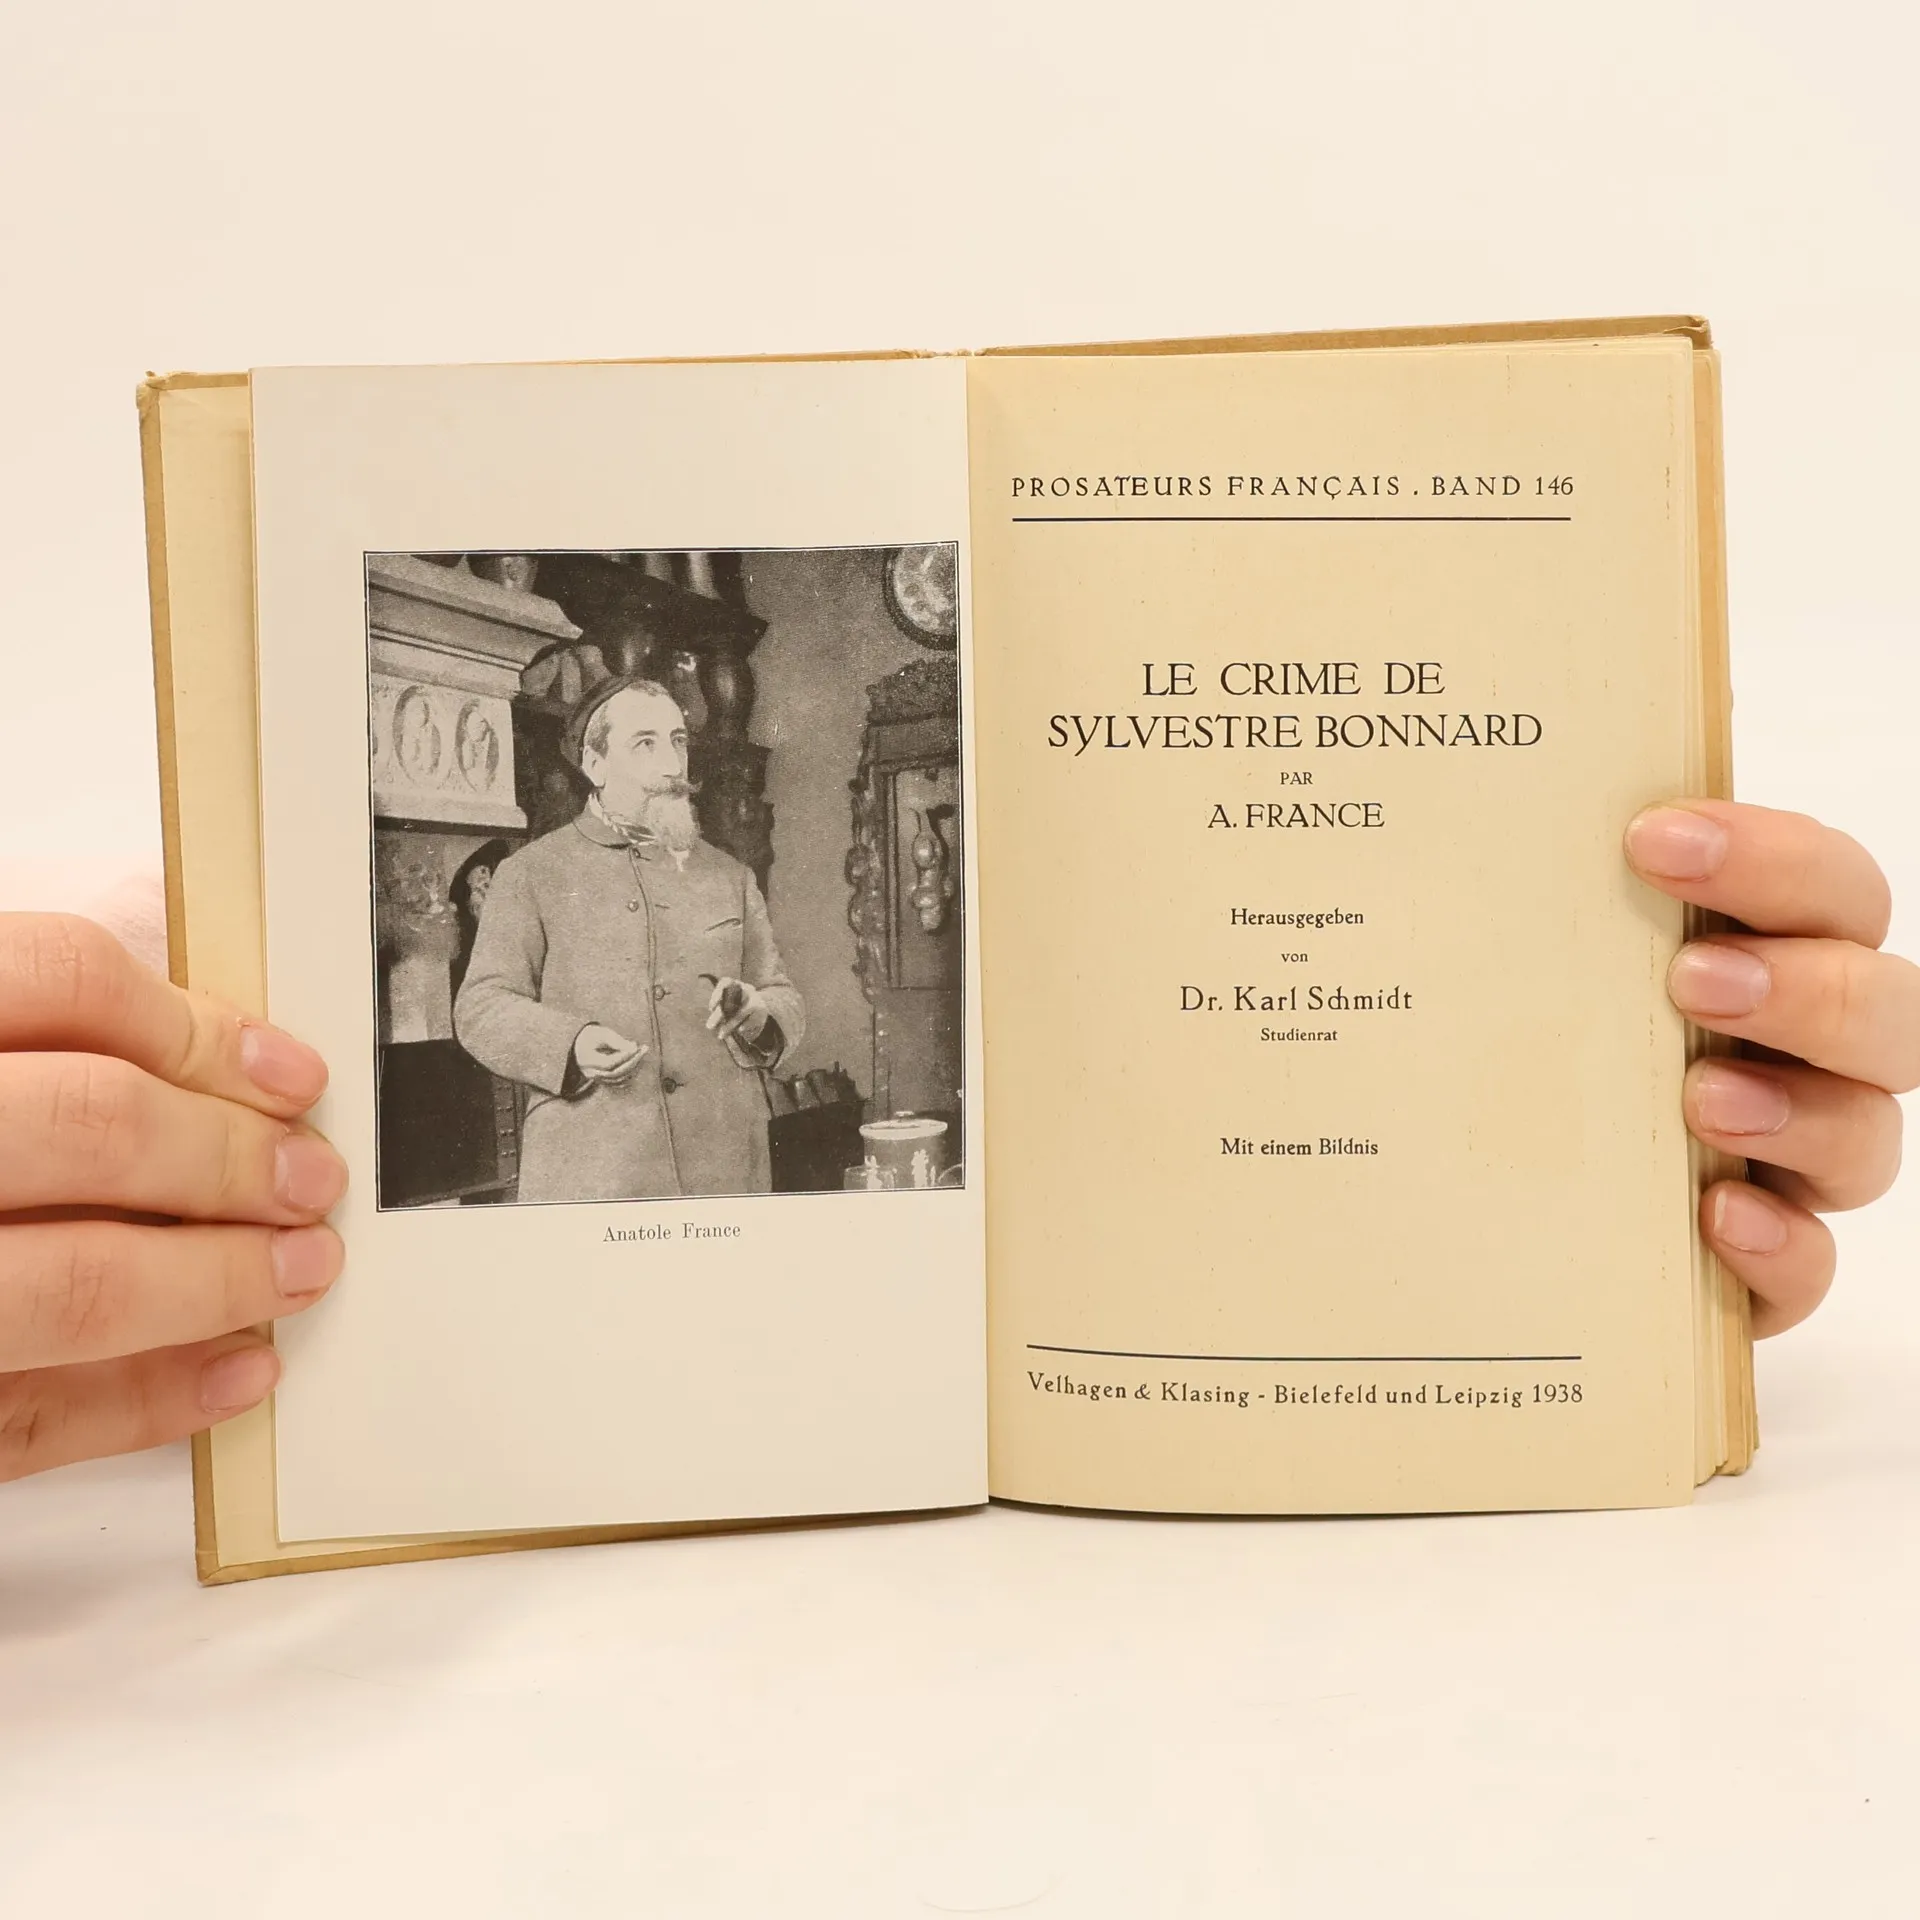 Anatole France
PROSATEURS FRANÇAIS . BAND 146
LE CRIME DE
SYLVESTRE BONNARD
PAR
A. FRANCE
Herausgegeben
von
Dr. Karl Schmidt
Studienrat
Mit einem Bildnis
Velhagen & Klasing - Bielefeld und Leipzig 1938